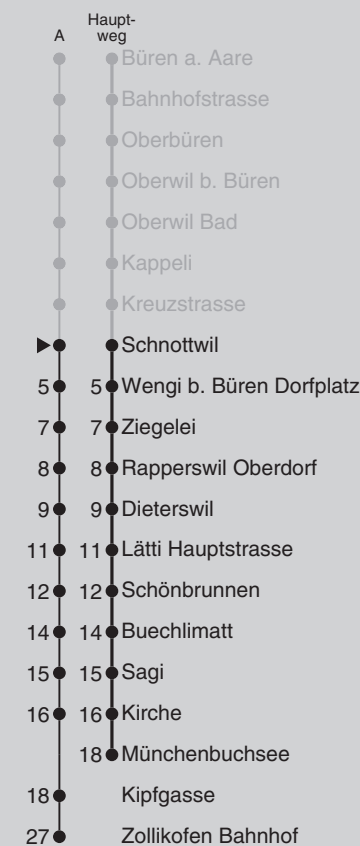 A Haupt-
weg
Büren a. Aare
Bahnhofstrasse
Oberbüren
Oberwil b. Büren
Oberwil Bad
Kappeli
Kreuzstrasse
Schnottwil
5 5 Wengi b. Büren Dorfplatz
7 7 Ziegelei
8 8 Rapperswil Oberdorf
9 9 Dieterswil
11 11 Lätti Hauptstrasse
12 12 Schönbrunnen
14 14 Buechlimatt
15 15 Sagi
16 16 Kirche
18 Münchenbuchsee
18 Kipfgasse
27 Zollikofen Bahnhof